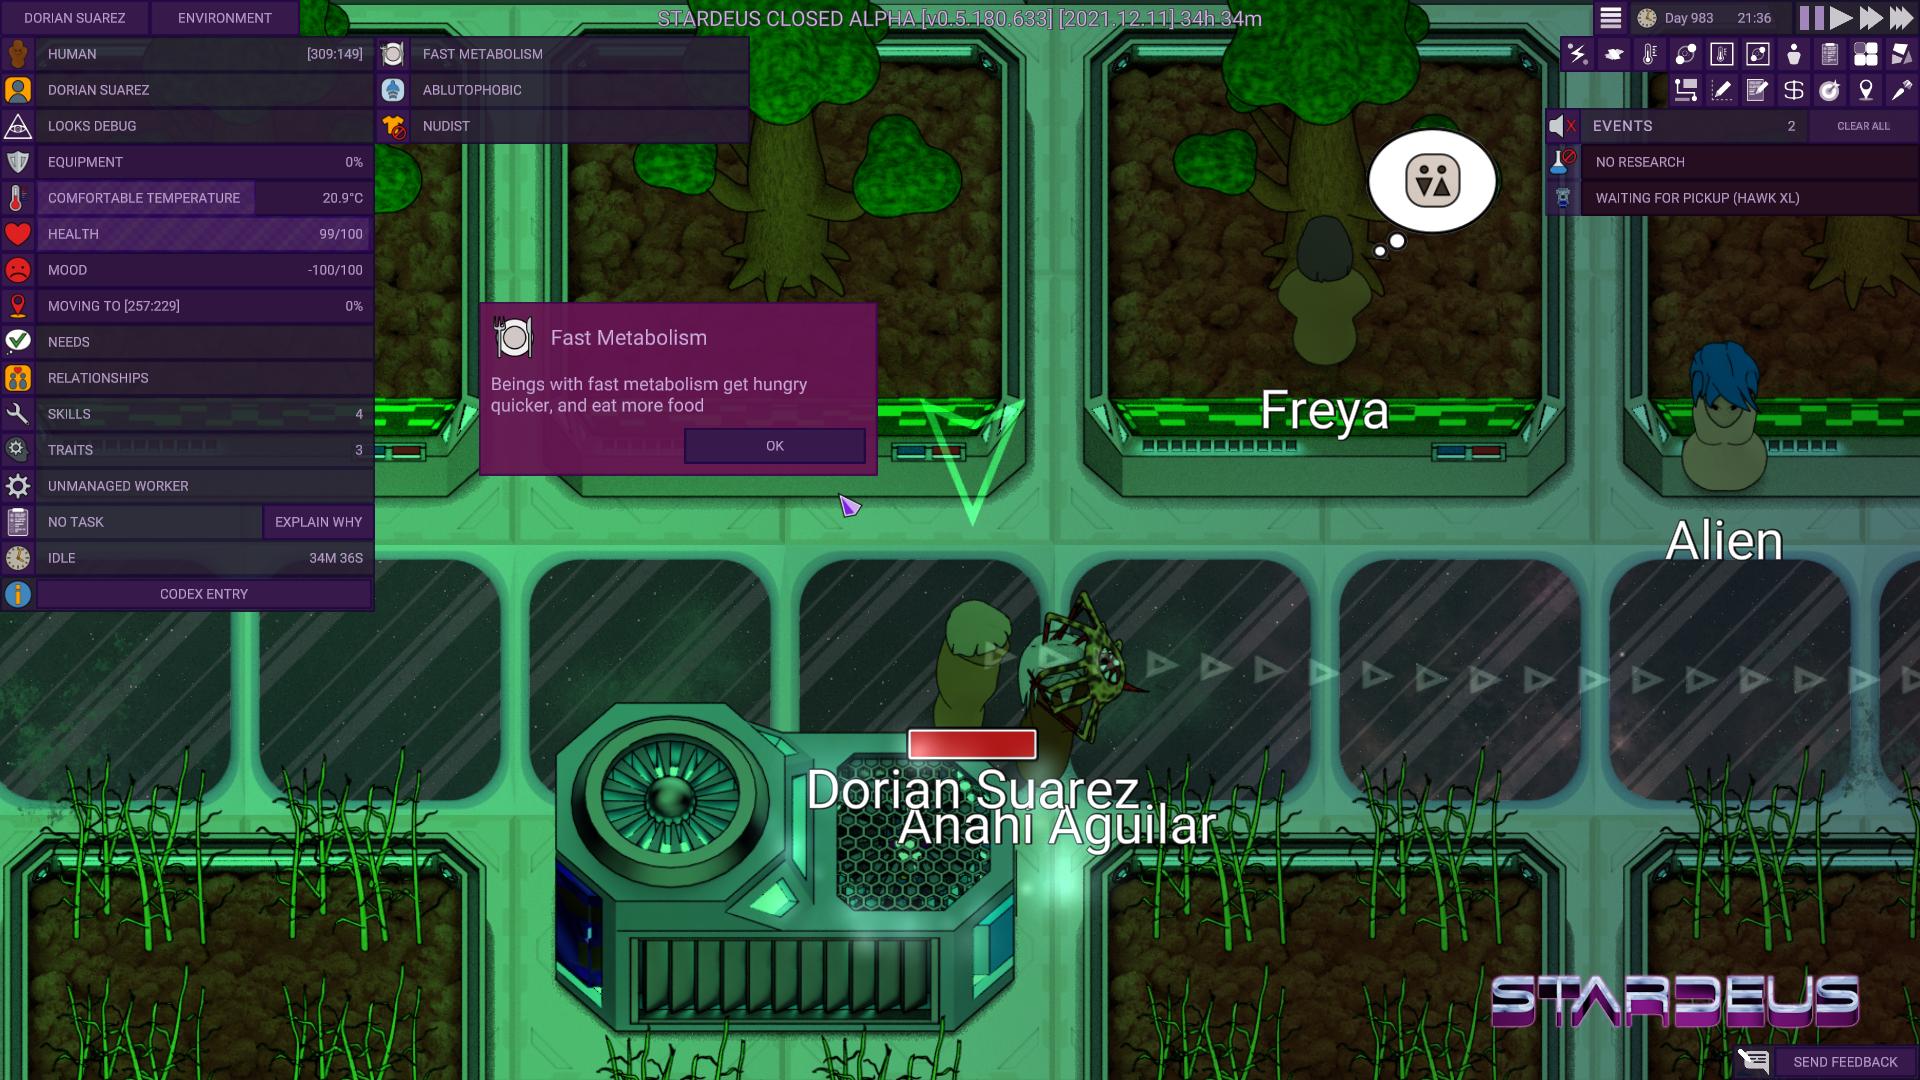 DORIAN SUAREZ
ENVIRONMENT
STARDEUS CLOSED ALPHA [v0.5.180.633] [2021.12.11] 34h 34m
Day 983 21:36
HUMAN [309:149]
DORIAN SUAREZ
LOOKS DEBUG
EQUIPMENT 0%
COMFORTABLE TEMPERATURE 20.9°C
HEALTH 99/100
MOOD -100/100
MOVING TO [257:229] 0%
NEEDS
RELATIONSHIPS
SKILLS 4
TRAITS 3
UNMANAGED WORKER
NO TASK EXPLAIN WHY
IDLE 34M 36S
CODEX ENTRY
FAST METABOLISM
ABLUTOPHOBIC
NUDIST
EVENTS 2 CLEAR ALL
NO RESEARCH
WAITING FOR PICKUP (HAWK XL)
Fast Metabolism
Beings with fast metabolism get hungry
quicker, and eat more food
OK
Freya
Alien
Dorian Suarez
Anahi Aguilar
STARDEUS
SEND FEEDBACK